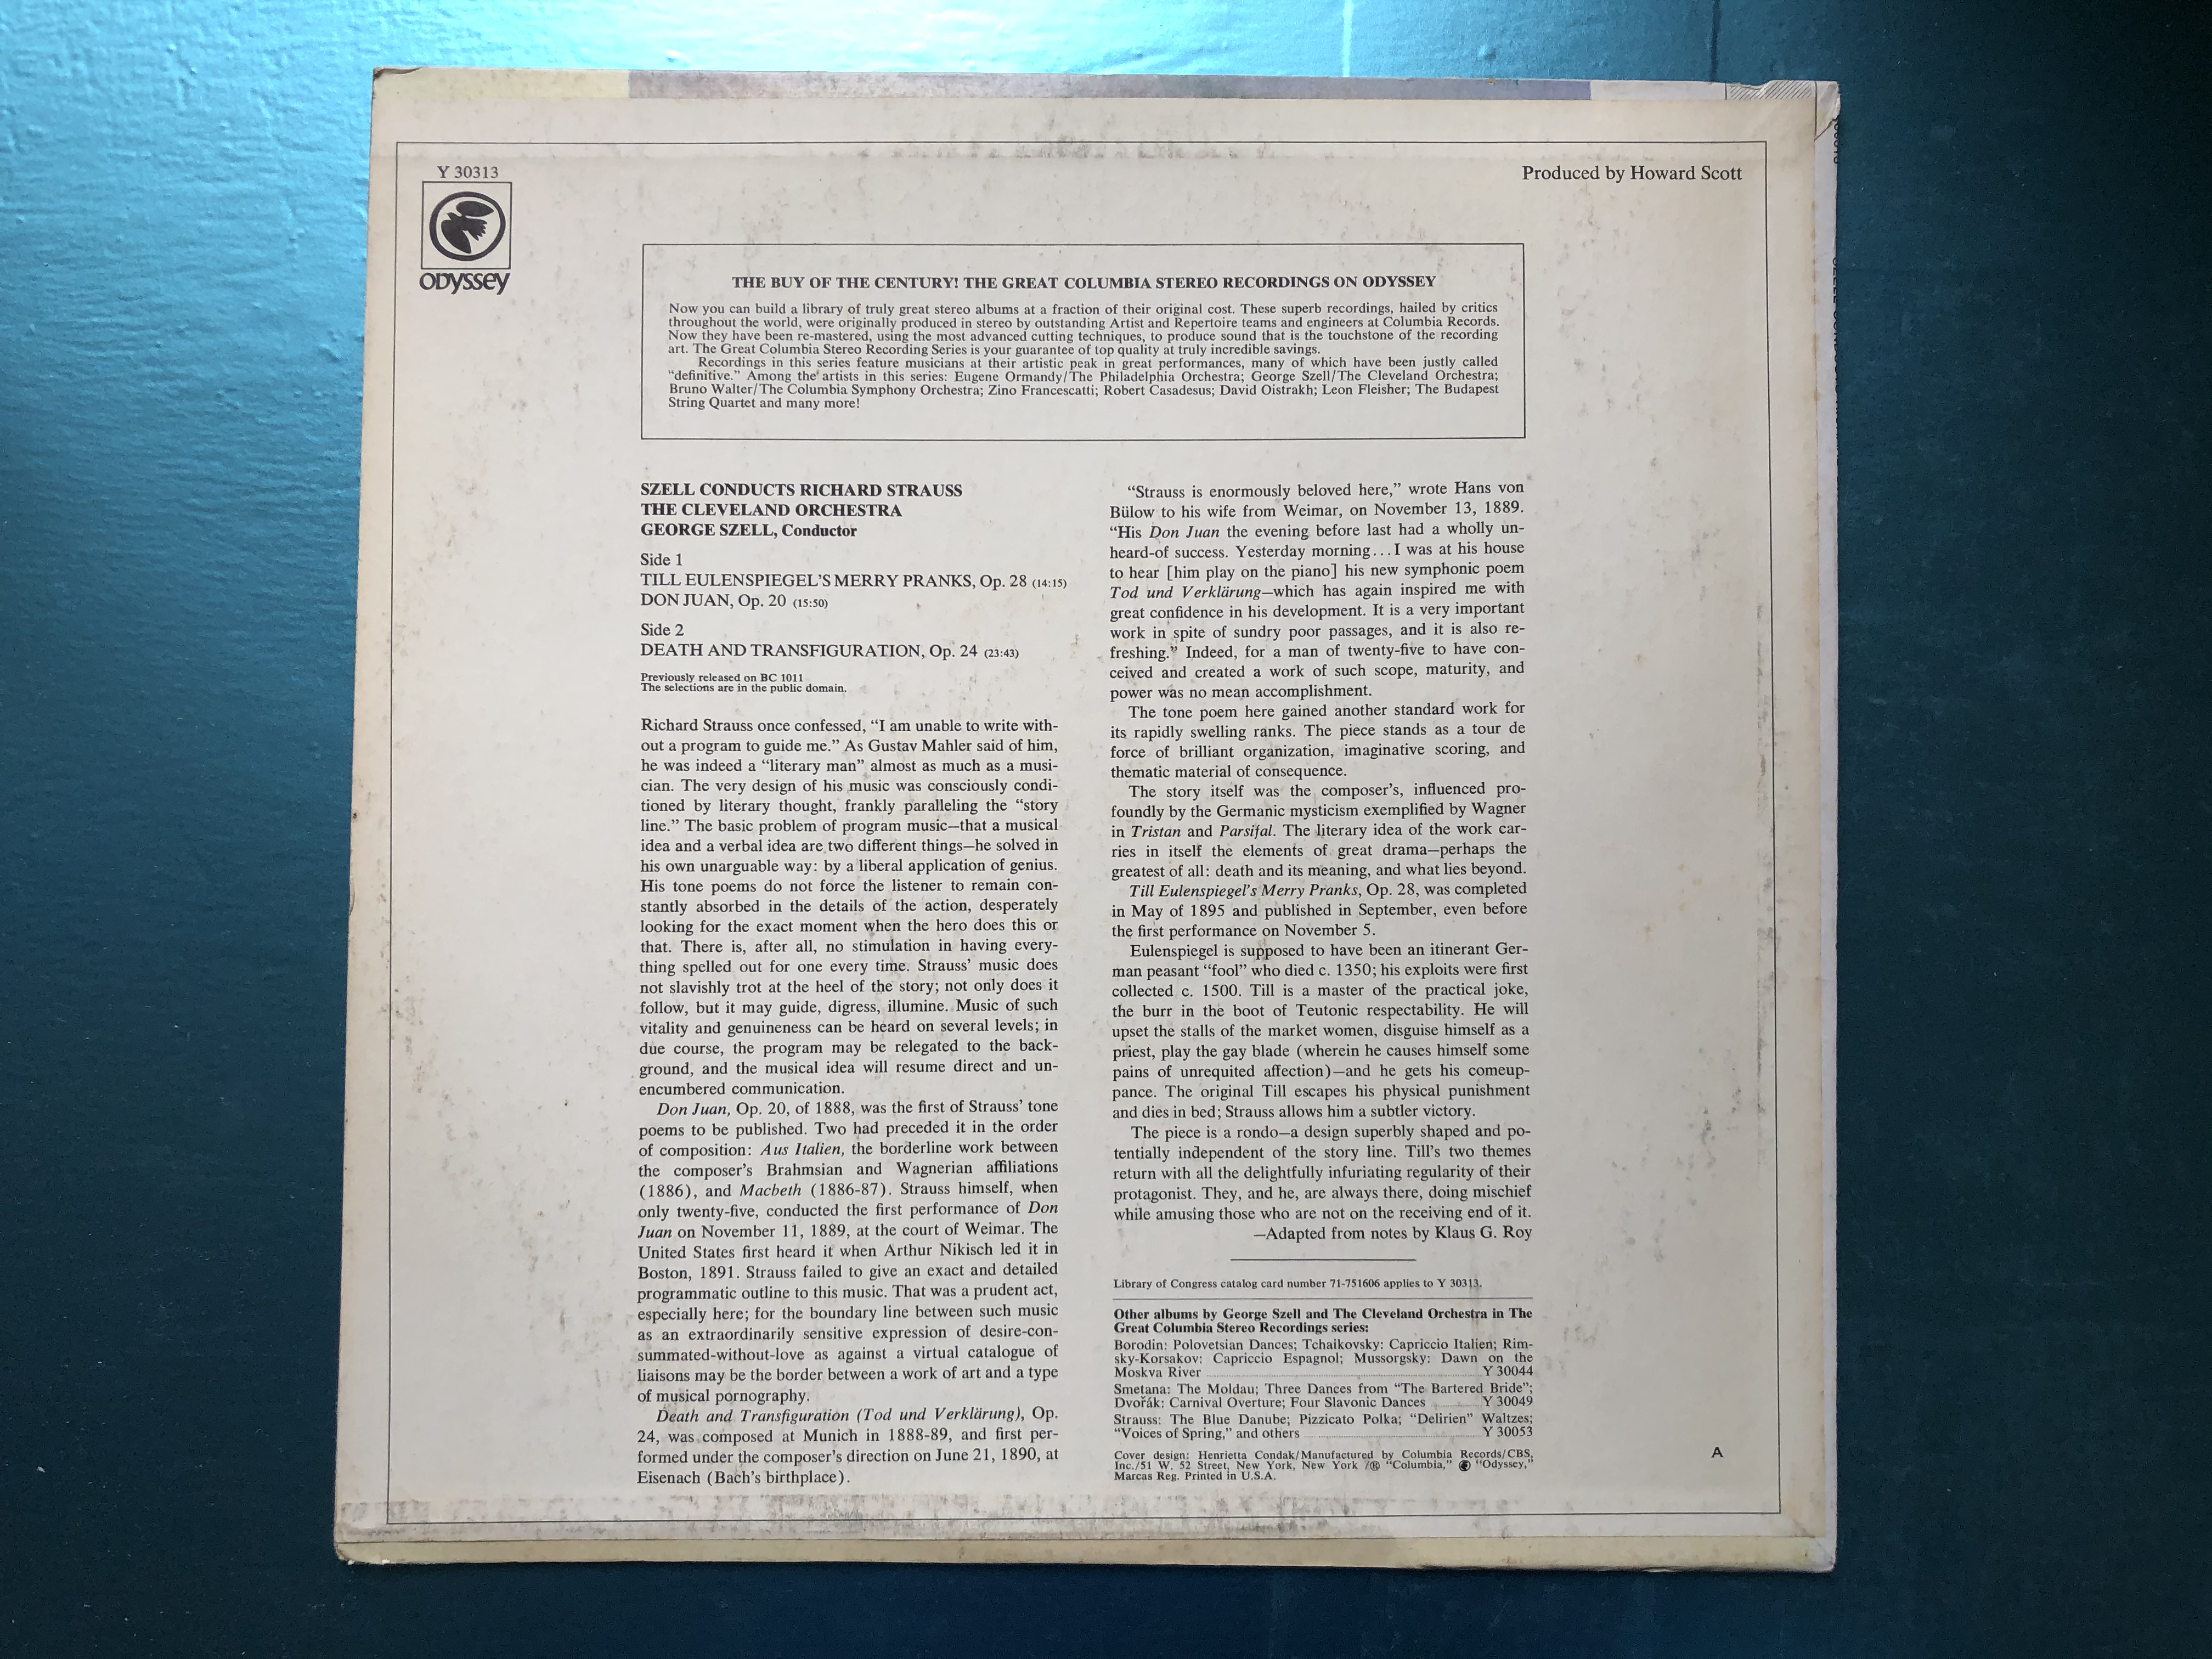 Y 30313
Produced by Howard Scott
ODYSSEY
THE BUY OF THE CENTURY! THE GREAT COLUMBIA STEREO RECORDINGS ON ODYSSEY
Now you can build a library of truly great stereo albums at a fraction of their original cost. These superb recordings, hailed by critics
throughout the world, were originally produced in stereo by outstanding Artist and Repertoire teams and engineers at Columbia Records.
Now they have been re-mastered, using the most advanced cutting techniques, to produce sound that is the touchstone of the recording
art. The Great Columbia Stereo Recording Series is your guarantee of top quality at truly incredible savings.
Recordings in this series feature musicians at their artistic peak in great performances, many of which have been justly called
“definitive.” Among the artists in this series: Eugene Ormandy/The Philadelphia Orchestra; George Szell/The Cleveland Orchestra;
Bruno Walter/The Columbia Symphony Orchestra; Zino Francescatti; Robert Casadesus; David Oistrakh; Leon Fleisher; The Budapest
String Quartet and many more!
SZELL CONDUCTS RICHARD STRAUSS
THE CLEVELAND ORCHESTRA
GEORGE SZELL, Conductor
Side 1
TILL EULENSPIEGEL’S MERRY PRANKS, Op. 28 (14:15)
DON JUAN, Op. 20 (15:50)
Side 2
DEATH AND TRANSFIGURATION, Op. 24 (23:43)
Previously released on BC 1011
The selections are in the public domain.
Richard Strauss once confessed, “I am unable to write with-
out a program to guide me.” As Gustav Mahler said of him,
he was indeed a “literary man” almost as much as a musi-
cian. The very design of his music was consciously condi-
tioned by literary thought, frankly paralleling the “story
line.” The basic problem of program music—that a musical
idea and a verbal idea are two different things—he solved in
his own unarguable way: by a liberal application of genius.
His tone poems do not force the listener to remain con-
stantly absorbed in the details of the action, desperately
looking for the exact moment when the hero does this or
that. There is, after all, no stimulation in having every-
thing spelled out for one every time. Strauss’ music does
not slavishly trot at the heel of the story; not only does it
follow, but it may guide, digress, illumine. Music of such
vitality and genuineness can be heard on several levels; in
due course, the program may be relegated to the back-
ground, and the musical idea will resume direct and un-
encumbered communication.
Don Juan, Op. 20, of 1888, was the first of Strauss’ tone
poems to be published. Two had preceded it in the order
of composition: Aus Italien, the borderline work between
the composer’s Brahmsian and Wagnerian affiliations
(1886), and Macbeth (1886-87). Strauss himself, when
only twenty-five, conducted the first performance of Don
Juan on November 11, 1889, at the court of Weimar. The
United States first heard it when Arthur Nikisch led it in
Boston, 1891. Strauss failed to give an exact and detailed
programmatic outline to this music. That was a prudent act,
especially here; for the boundary line between such music
as an extraordinarily sensitive expression of desire-con-
summated-without-love as against a virtual catalogue of
liaisons may be the border between a work of art and a type
of musical pornography.
Death and Transfiguration (Tod und Verklärung), Op.
24, was composed at Munich in 1888-89, and first per-
formed under the composer’s direction on June 21, 1890, at
Eisenach (Bach’s birthplace).
“Strauss is enormously beloved here,” wrote Hans von
Bülow to his wife from Weimar, on November 13, 1889.
“His Don Juan the evening before last had a wholly un-
heard-of success. Yesterday morning...I was at his house
to hear [him play on the piano] his new symphonic poem
Tod und Verklärung—which has again inspired me with
great confidence in his development. It is a very important
work in spite of sundry poor passages, and it is also re-
freshing.” Indeed, for a man of twenty-five to have con-
ceived and created a work of such scope, maturity, and
power was no mean accomplishment.
The tone poem here gained another standard work for
its rapidly swelling ranks. The piece stands as a tour de
force of brilliant organization, imaginative scoring, and
thematic material of consequence.
The story itself was the composer’s, influenced pro-
foundly by the Germanic mysticism exemplified by Wagner
in Tristan and Parsifal. The literary idea of the work car-
ries in itself the elements of great drama—perhaps the
greatest of all: death and its meaning, and what lies beyond.
Till Eulenspiegel’s Merry Pranks, Op. 28, was completed
in May of 1895 and published in September, even before
the first performance on November 5.
Eulenspiegel is supposed to have been an itinerant Ger-
man peasant “fool” who died c. 1350; his exploits were first
collected c. 1500. Till is a master of the practical joke,
the burr in the boot of Teutonic respectability. He will
upset the stalls of the market women, disguise himself as a
priest, play the gay blade (wherein he causes himself some
pains of unrequited affection)—and he gets his comeup-
pance. The original Till escapes his physical punishment
and dies in bed; Strauss allows him a subtler victory.
The piece is a rondo—a design superbly shaped and po-
tentially independent of the story line. Till’s two themes
return with all the delightfully infuriating regularity of their
protagonist. They, and he, are always there, doing mischief
while amusing those who are not on the receiving end of it.
—Adapted from notes by Klaus G. Roy
Library of Congress catalog card number 71-751606 applies to Y 30313.
Other albums by George Szell and The Cleveland Orchestra in The
Great Columbia Stereo Recordings series:
Borodin: Polovetsian Dances; Tchaikovsky: Capriccio Italien; Rim-
sky-Korsakov: Capriccio Espagnol; Mussorgsky: Dawn on the
Moskva River Y 30044
Smetana: The Moldau; Three Dances from “The Bartered Bride”;
Dvořák: Carnival Overture; Four Slavonic Dances Y 30049
Strauss: The Blue Danube; Pizzicato Polka; “Delirien” Waltzes;
“Voices of Spring,” and others Y 30053
Cover design: Henrietta Condak/Manufactured by Columbia Records/CBS,
Inc./51 W. 52 Street, New York, New York /® “Columbia,” “Odyssey,”
Marcas Reg. Printed in U.S.A.
A